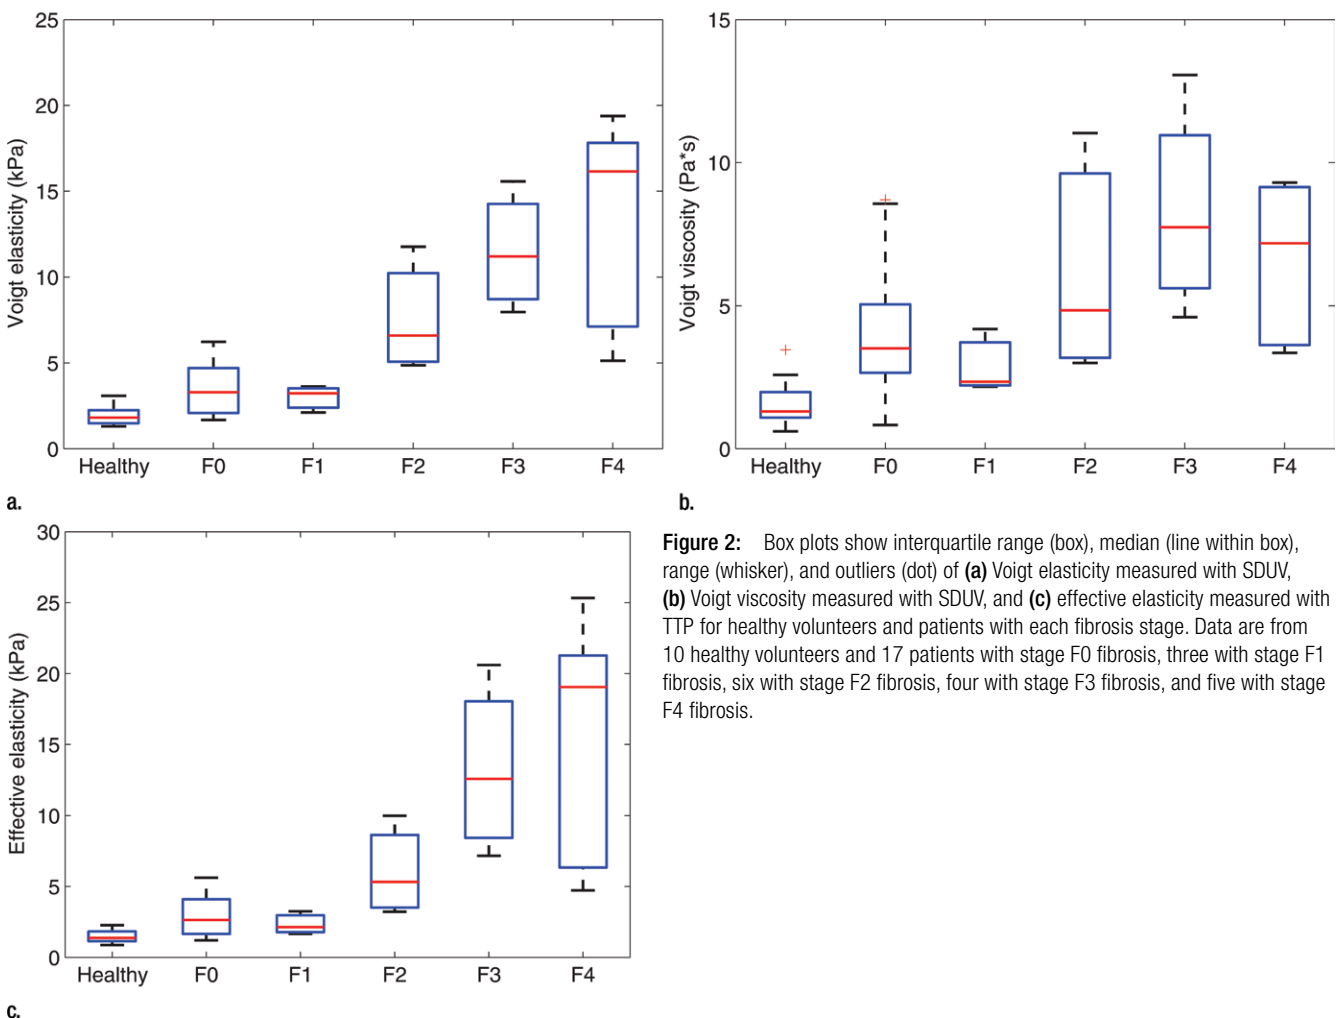 25
20
15
10
5
0
Voigt elasticity (kPa)
Healthy F0 F1 F2 F3 F4
a.
15
10
5
0
Voigt viscosity (Pa*s)
Healthy F0 F1 F2 F3 F4
b.
30
25
20
15
10
5
0
Effective elasticity (kPa)
Healthy F0 F1 F2 F3 F4
c.
Figure 2: Box plots show interquartile range (box), median (line within box),
range (whisker), and outliers (dot) of (a) Voigt elasticity measured with SDUV,
(b) Voigt viscosity measured with SDUV, and (c) effective elasticity measured with
TTP for healthy volunteers and patients with each fibrosis stage. Data are from
10 healthy volunteers and 17 patients with stage F0 fibrosis, three with stage F1
fibrosis, six with stage F2 fibrosis, four with stage F3 fibrosis, and five with stage
F4 fibrosis.